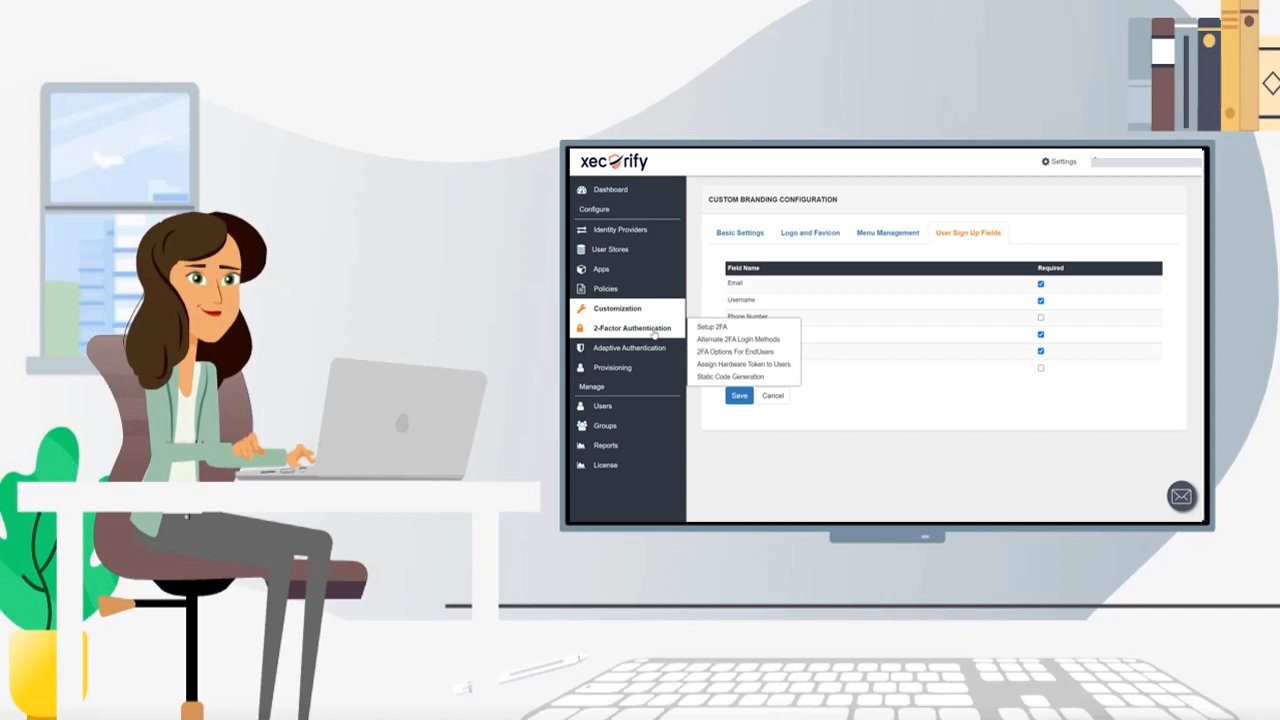 xecurify
Settings
Dashboard
Configure
Identity Providers
User Stores
Apps
Policies
Customization
2-Factor Authentication
Adaptive Authentication
Provisioning
Manage
Users
Groups
Reports
License
CUSTOM BRANDING CONFIGURATION
Basic Settings Logo and Favicon Menu Management User Sign Up Fields
Field Name Required
Email
Username
Phone Number
Setup 2FA
Alternate 2FA Login Methods
2FA Options For EndUsers
Assign Hardware Token to Users
Static Code Generation
Save Cancel